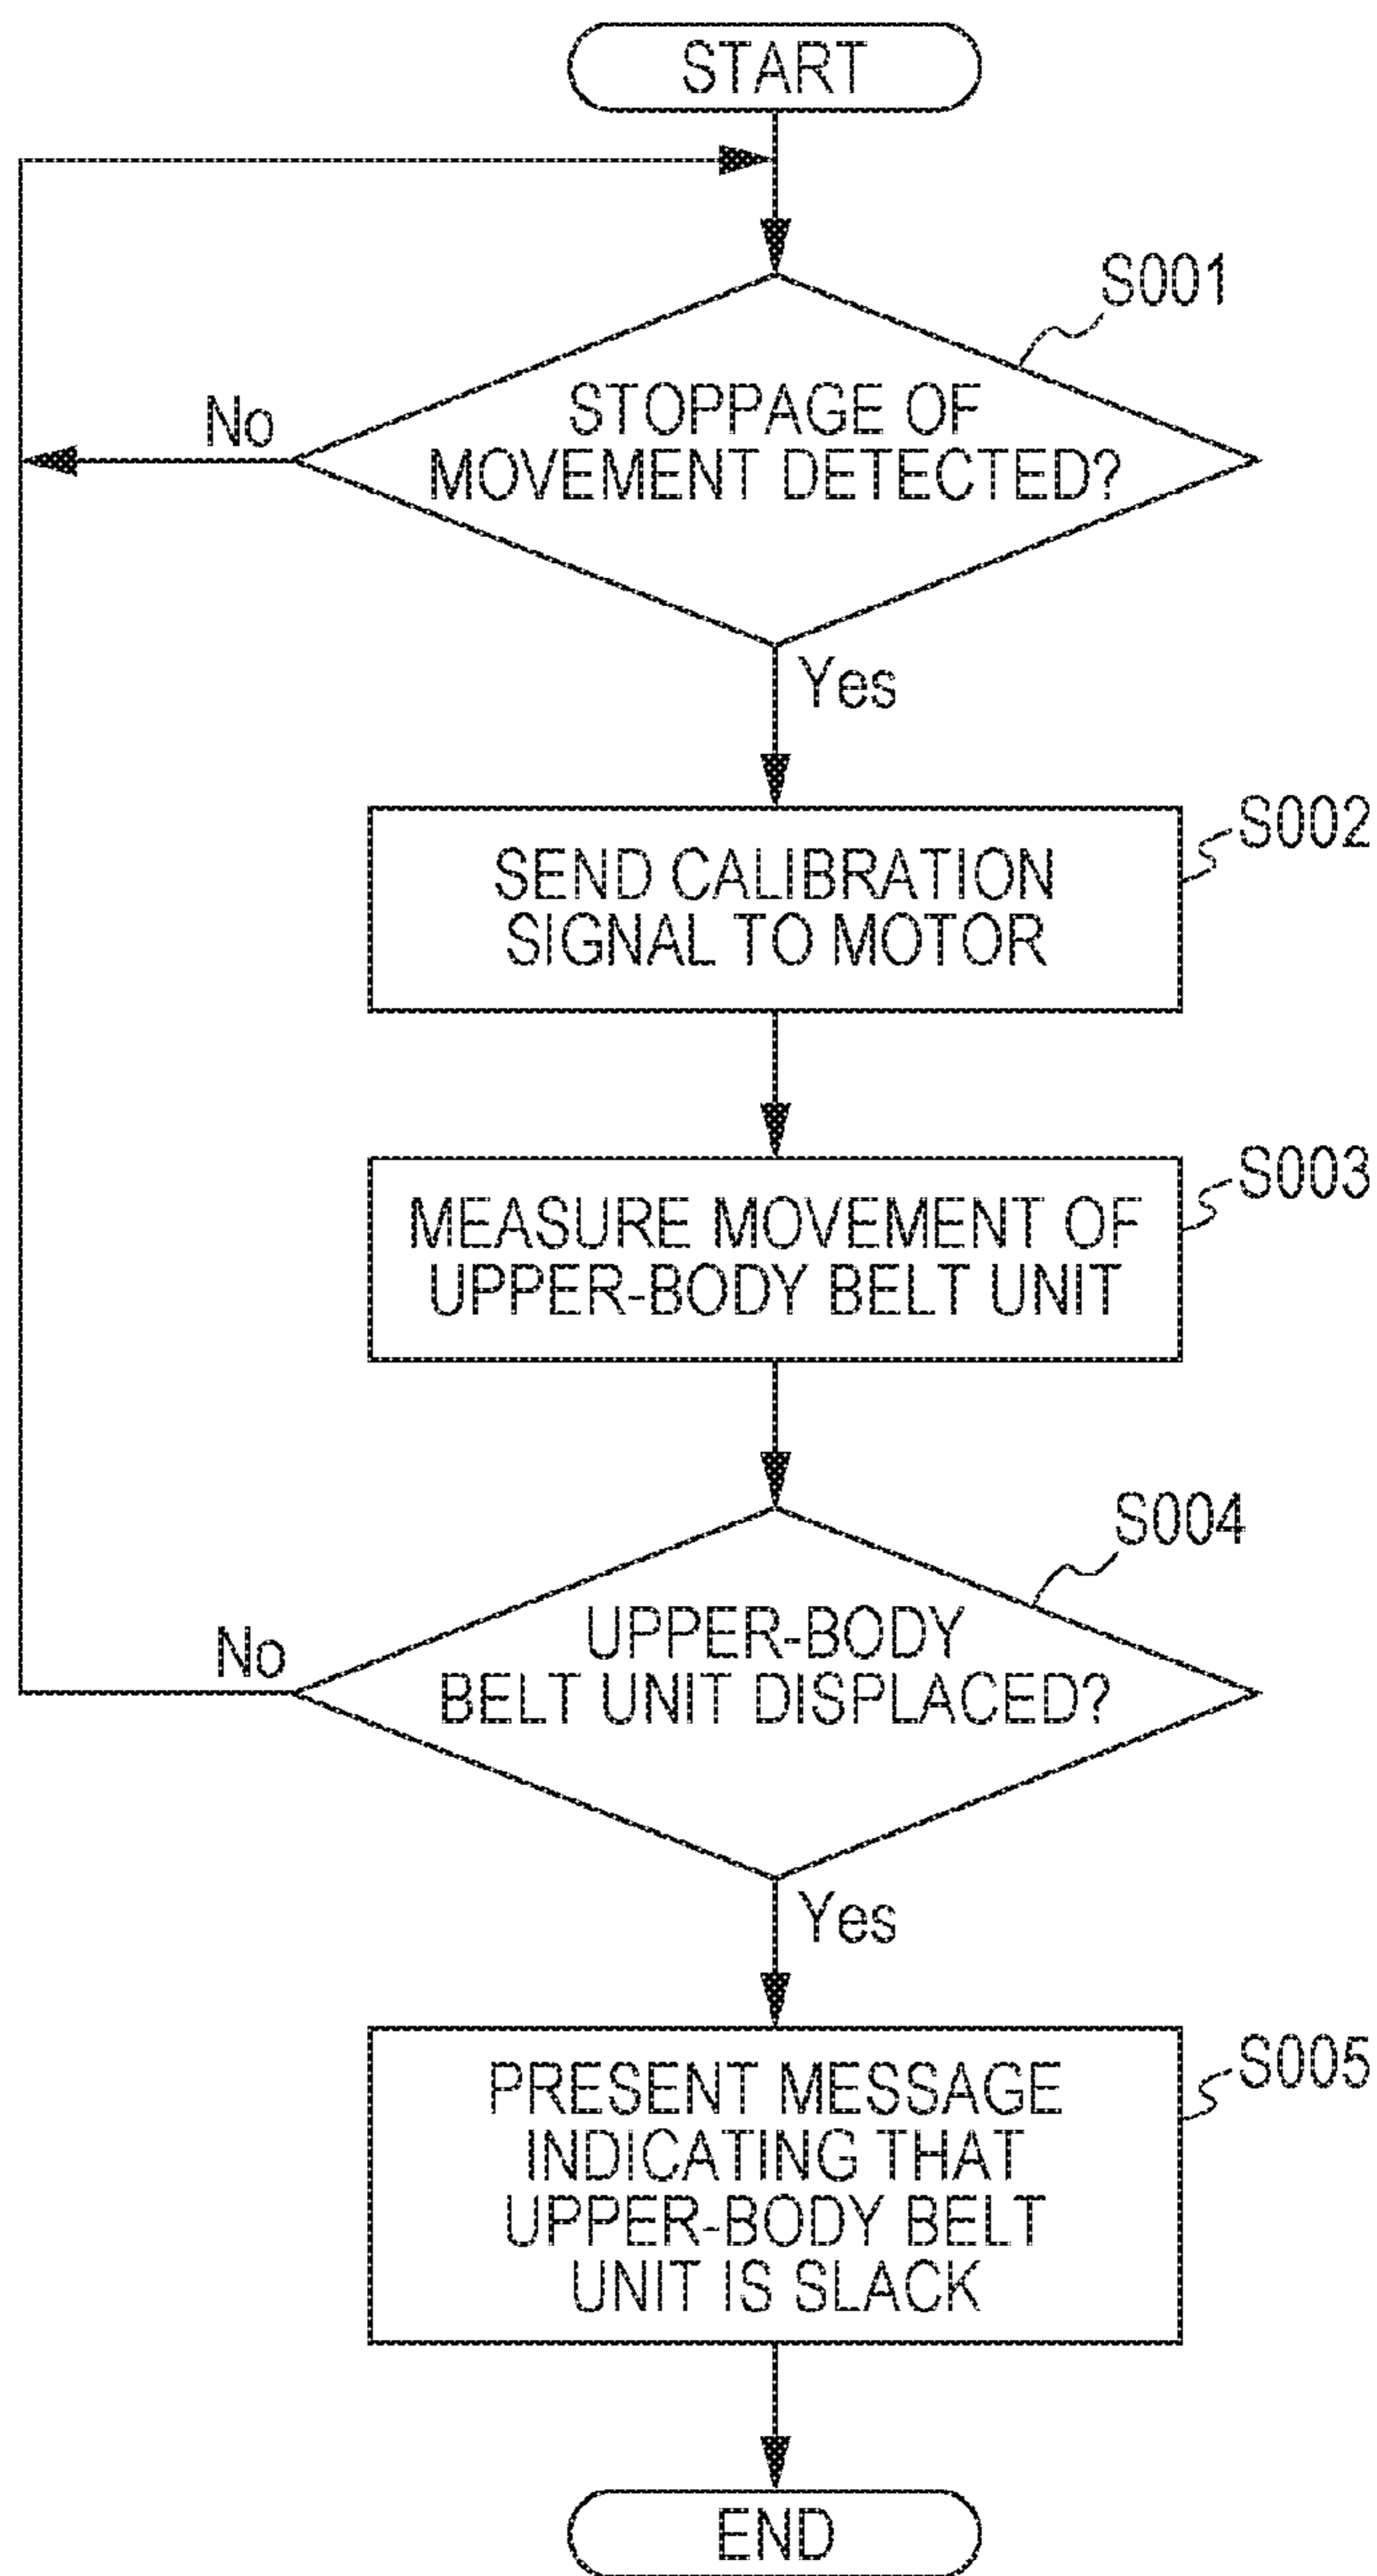 START
S001
STOPPAGE OF
MOVEMENT DETECTED?
No
Yes
S002
SEND CALIBRATION
SIGNAL TO MOTOR
S003
MEASURE MOVEMENT OF
UPPER-BODY BELT UNIT
S004
UPPER-BODY
BELT UNIT DISPLACED?
No
Yes
S005
PRESENT MESSAGE
INDICATING THAT
UPPER-BODY BELT
UNIT IS SLACK
END